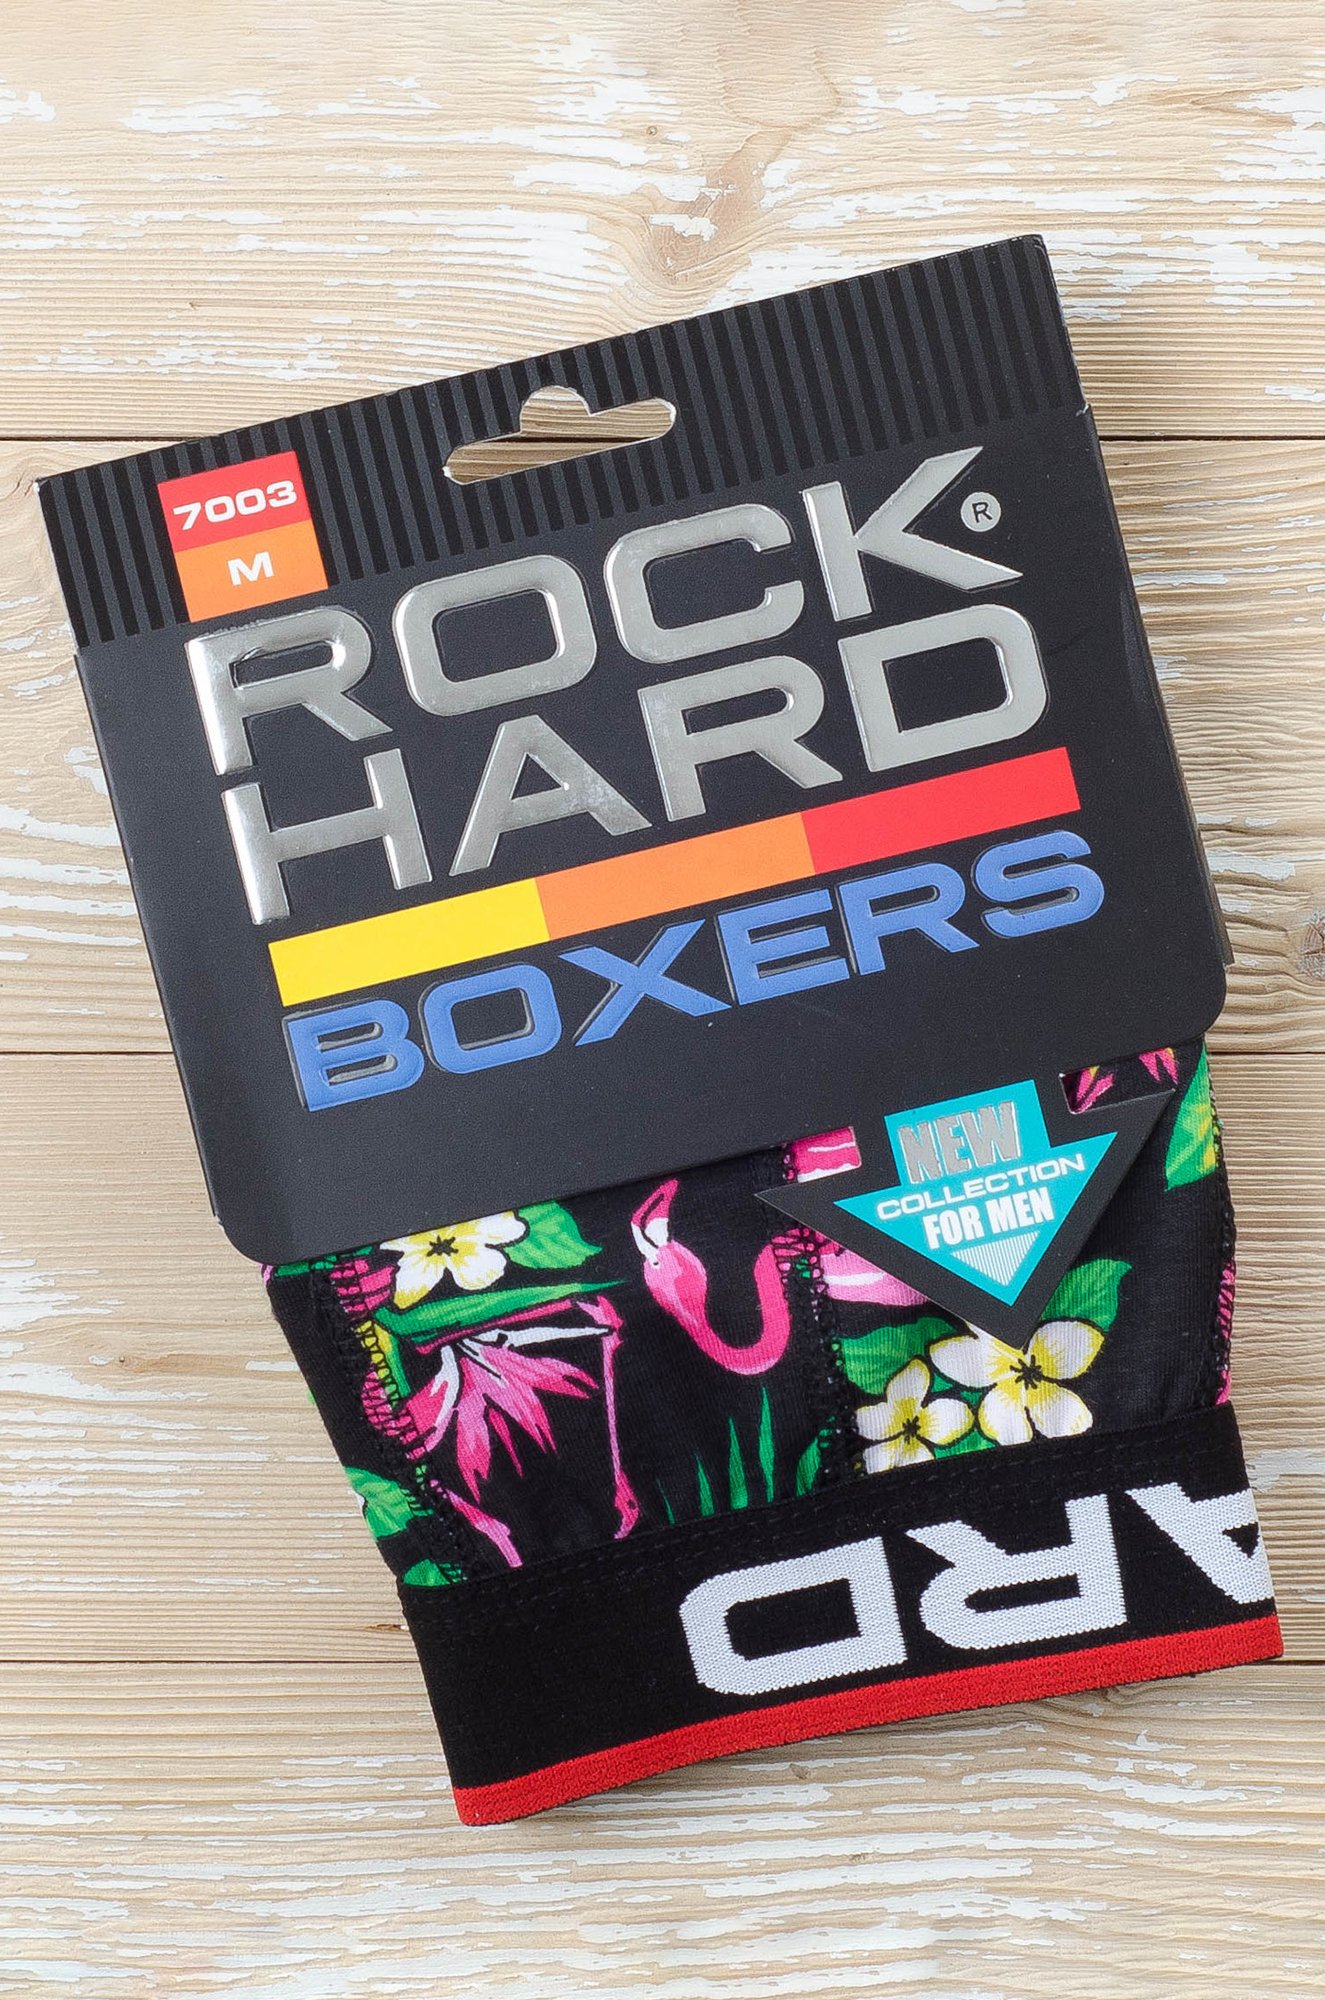 7003
M
ROCK®
HARD
BOXERS
NEW
COLLECTION
FOR MEN
ARD